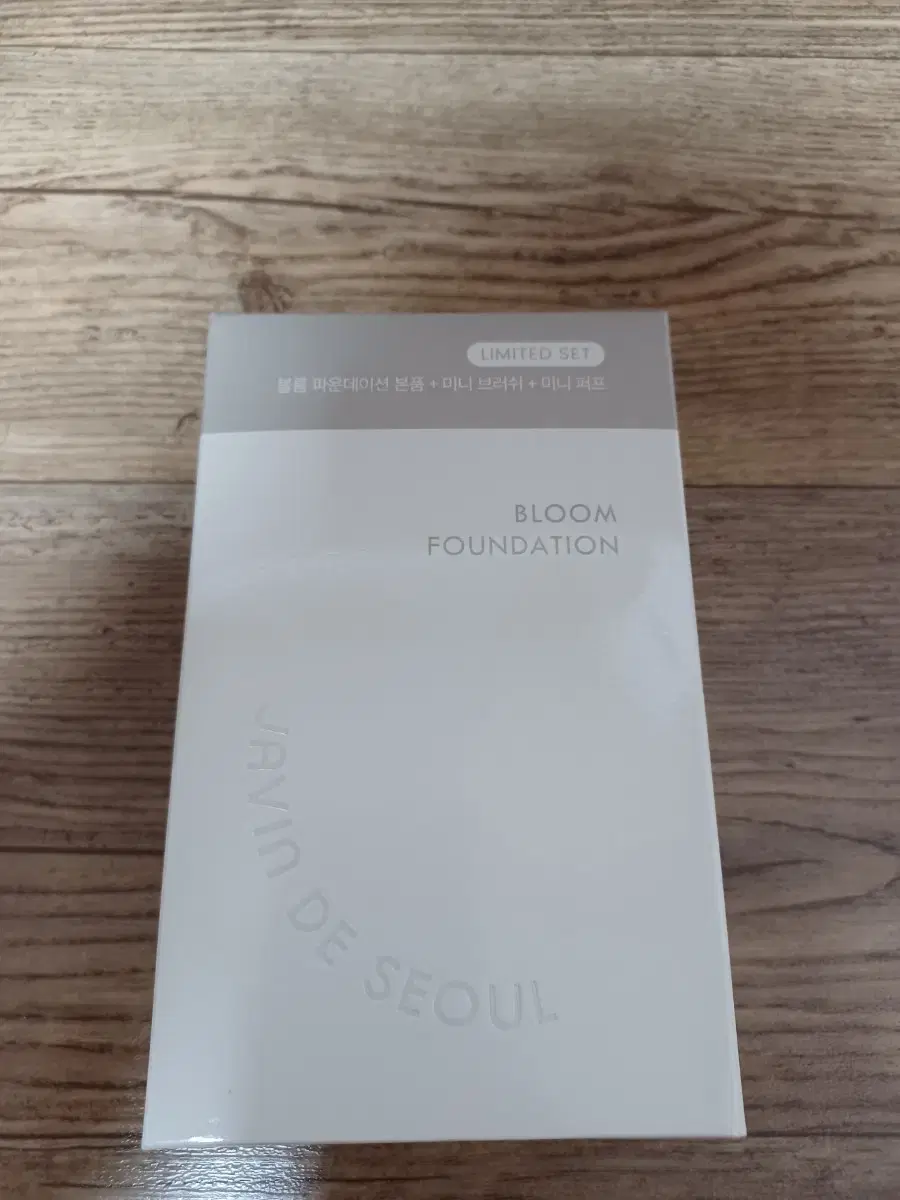 LIMITED SET
블룸 파운데이션 본품 + 미니 브러쉬 + 미니 퍼프
BLOOM
FOUNDATION
JAVIN DE SEOUL